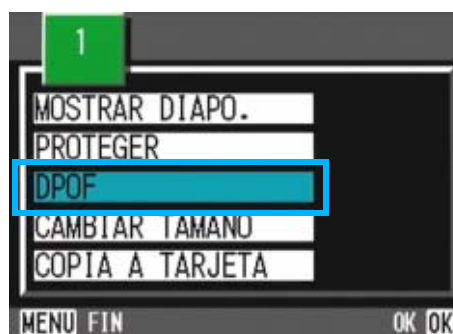 1
MOSTRAR DIAPO.
PROTEGER
DPOF
CAMBIAR TAMANO
COPIA A TARJETA
MENU FIN OK OK